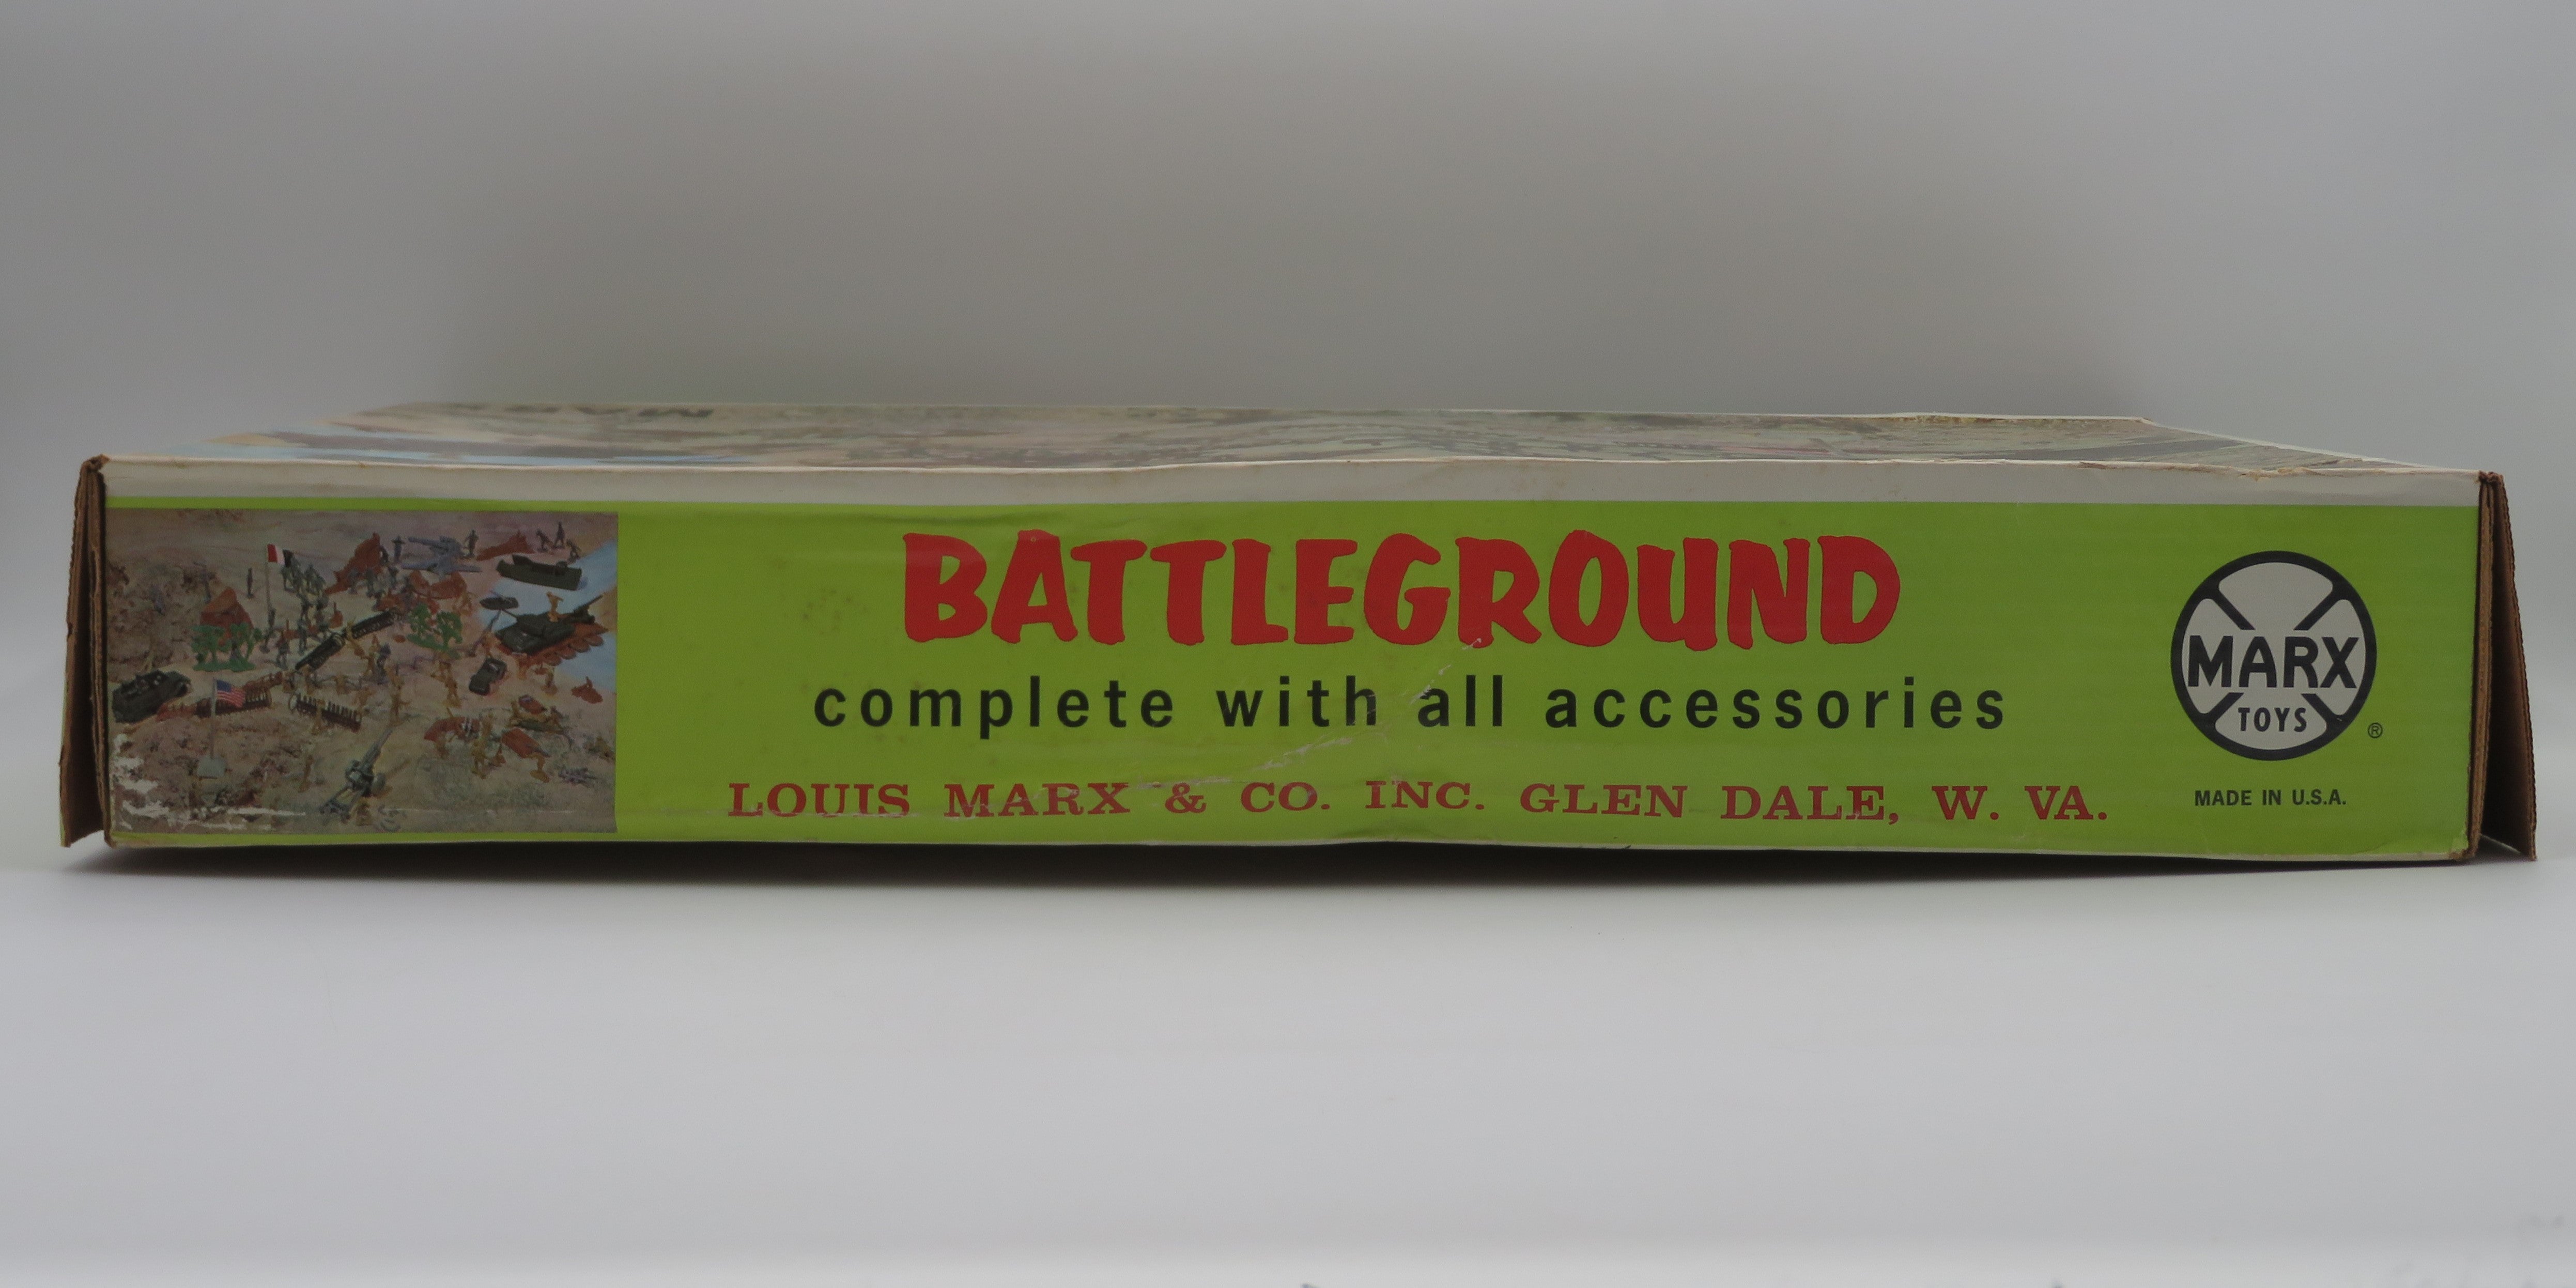 BATTLEGROUND
complete with all accessories
LOUIS MARX & CO. INC. GLEN DALE, W. VA.
MARX
TOYS
®
MADE IN U.S.A.